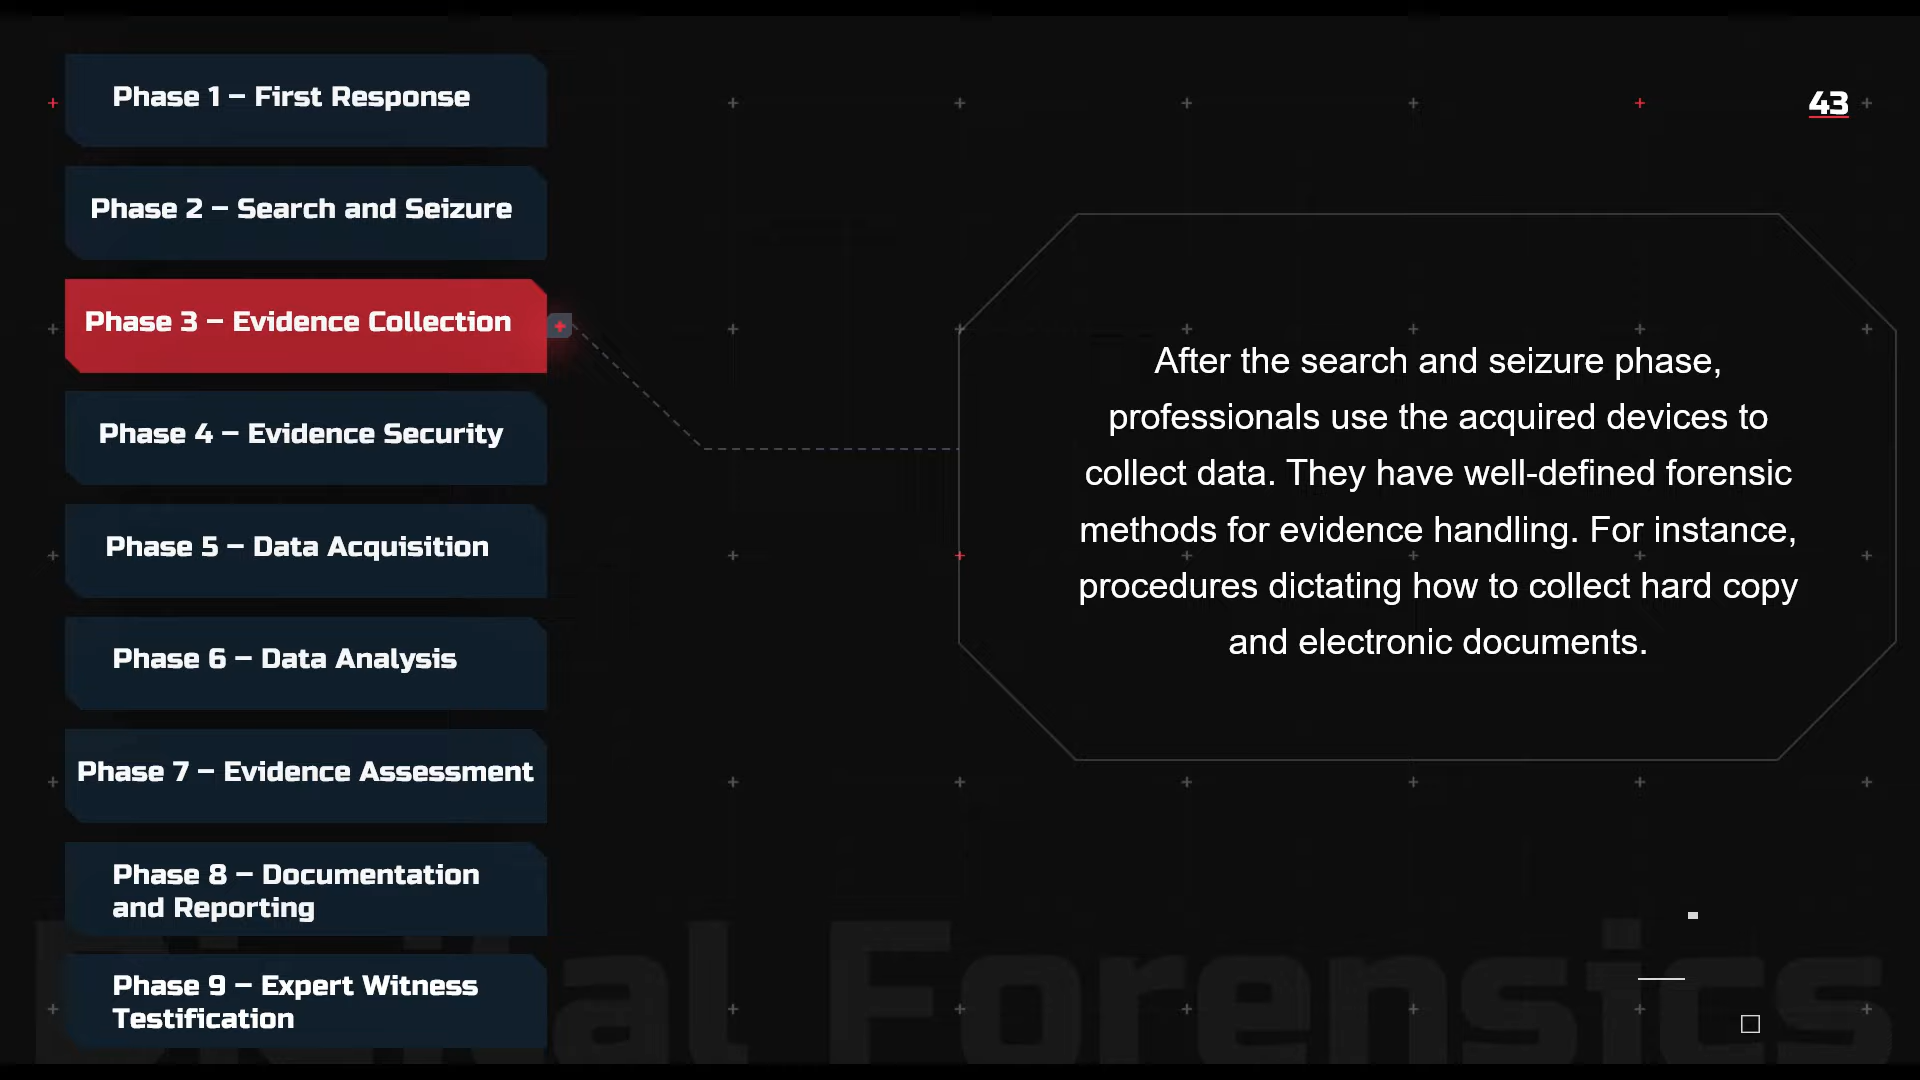 Phase 1 – First Response
Phase 2 – Search and Seizure
Phase 3 – Evidence Collection
Phase 4 – Evidence Security
Phase 5 – Data Acquisition
Phase 6 – Data Analysis
Phase 7 – Evidence Assessment
Phase 8 – Documentation
and Reporting
Phase 9 – Expert Witness
Testification
43
After the search and seizure phase,
professionals use the acquired devices to
collect data. They have well-defined forensic
methods for evidence handling. For instance,
procedures dictating how to collect hard copy
and electronic documents.
Digital Forensics